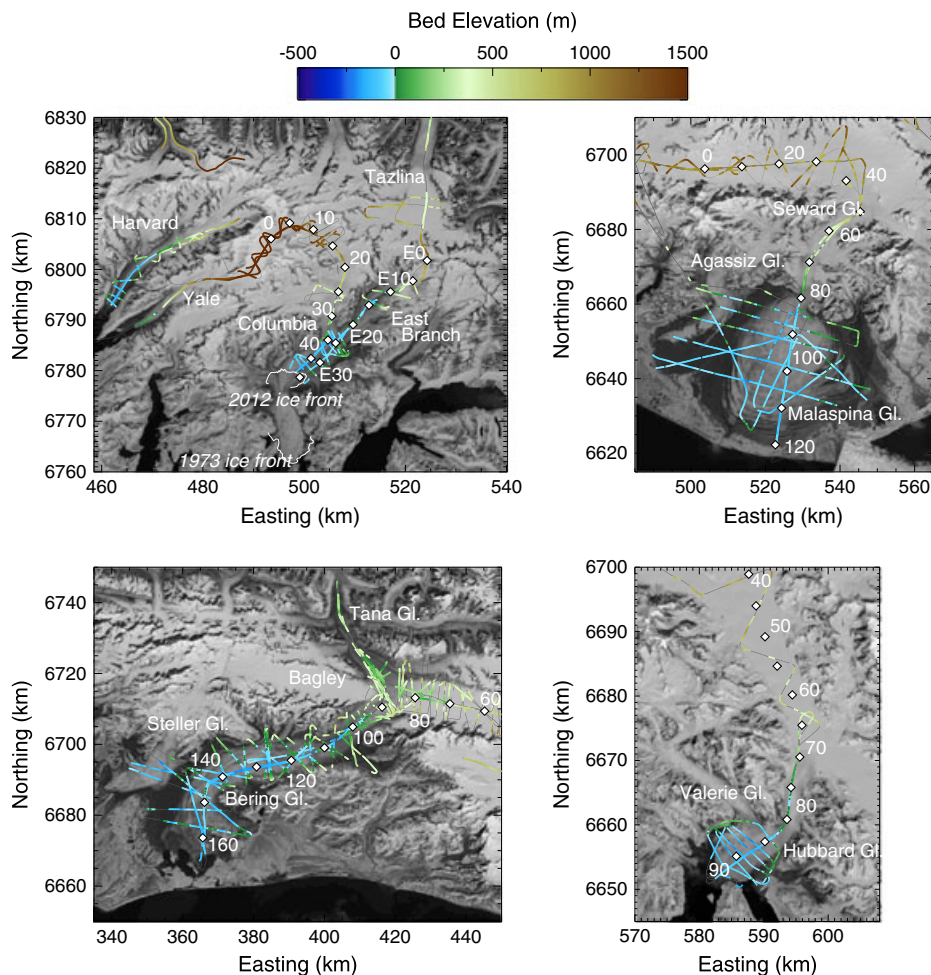 Bed Elevation (m)
-500 0 500 1000 1500
6830
6820
6810
6800
6790
6780
6770
6760
Northing (km)
Harvard
Tazlina
0
10
20
E0
E10
Yale
30
Columbia
East
Branch
40
E20
E30
2012 ice front
1973 ice front
460 480 500 520 540
Easting (km)
6700
6680
6660
6640
6620
Northing (km)
0
20
40
Seward Gl.
60
Agassiz Gl.
80
100
Malaspina Gl.
120
500 520 540 560
Easting (km)
6740
6720
6700
6680
6660
Northing (km)
Tana Gl.
Bagley
60
80
Steller Gl.
100
140
120
Bering Gl.
160
340 360 380 400 420 440
Easting (km)
6700
6690
6680
6670
6660
6650
Northing (km)
40
50
60
70
Valerie Gl.
80
Hubbard Gl.
90
570 580 590 600
Easting (km)